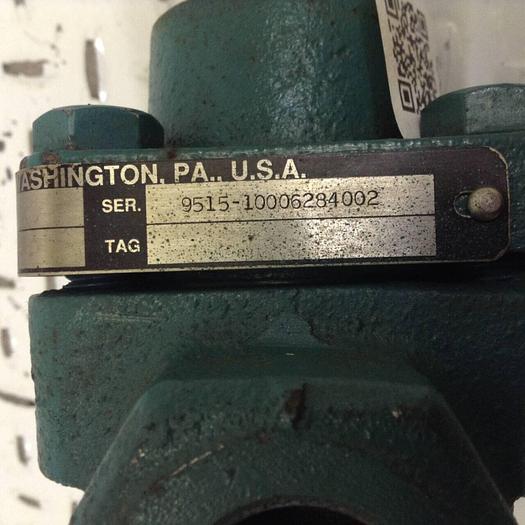 ASHINGTON, PA., U.S.A.
SER. 9515-10006284002
TAG